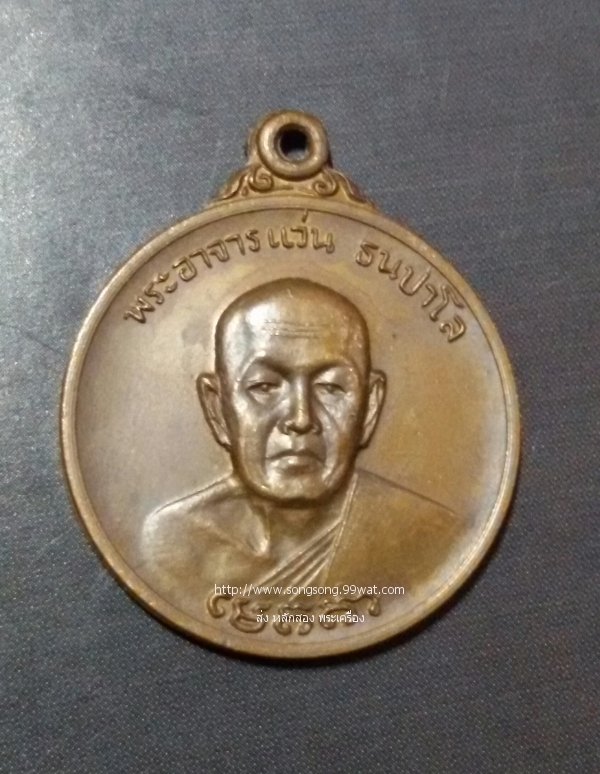 พระอาจารแว่น ธนปาโล
http://www.songsong.99wat.com
ส่ง หลักสอง พระเครื่อง